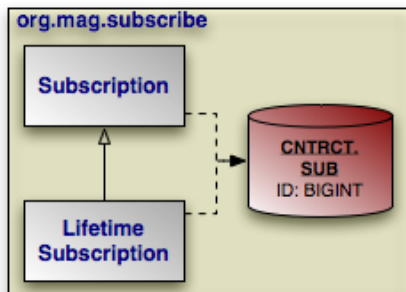 org.mag.subscribe
Subscription
CNTRCT.
SUB
ID: BIGINT
Lifetime
Subscription